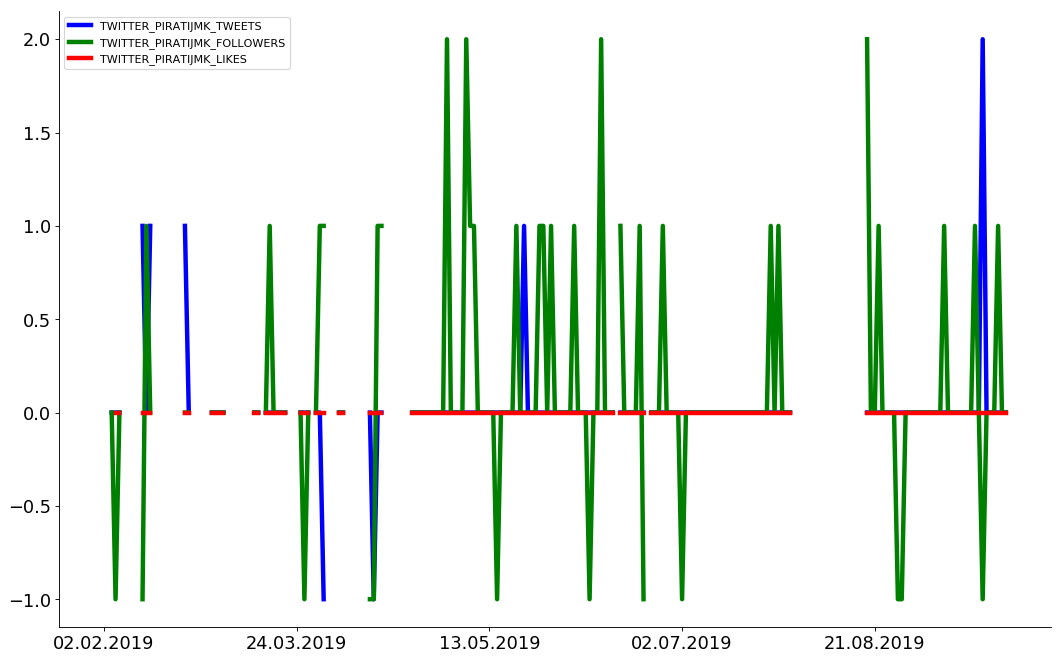 TWITTER_PIRATIJMK_TWEETS
TWITTER_PIRATIJMK_FOLLOWERS
TWITTER_PIRATIJMK_LIKES
2.0
1.5
1.0
0.5
0.0
−0.5
−1.0
02.02.2019 24.03.2019 13.05.2019 02.07.2019 21.08.2019